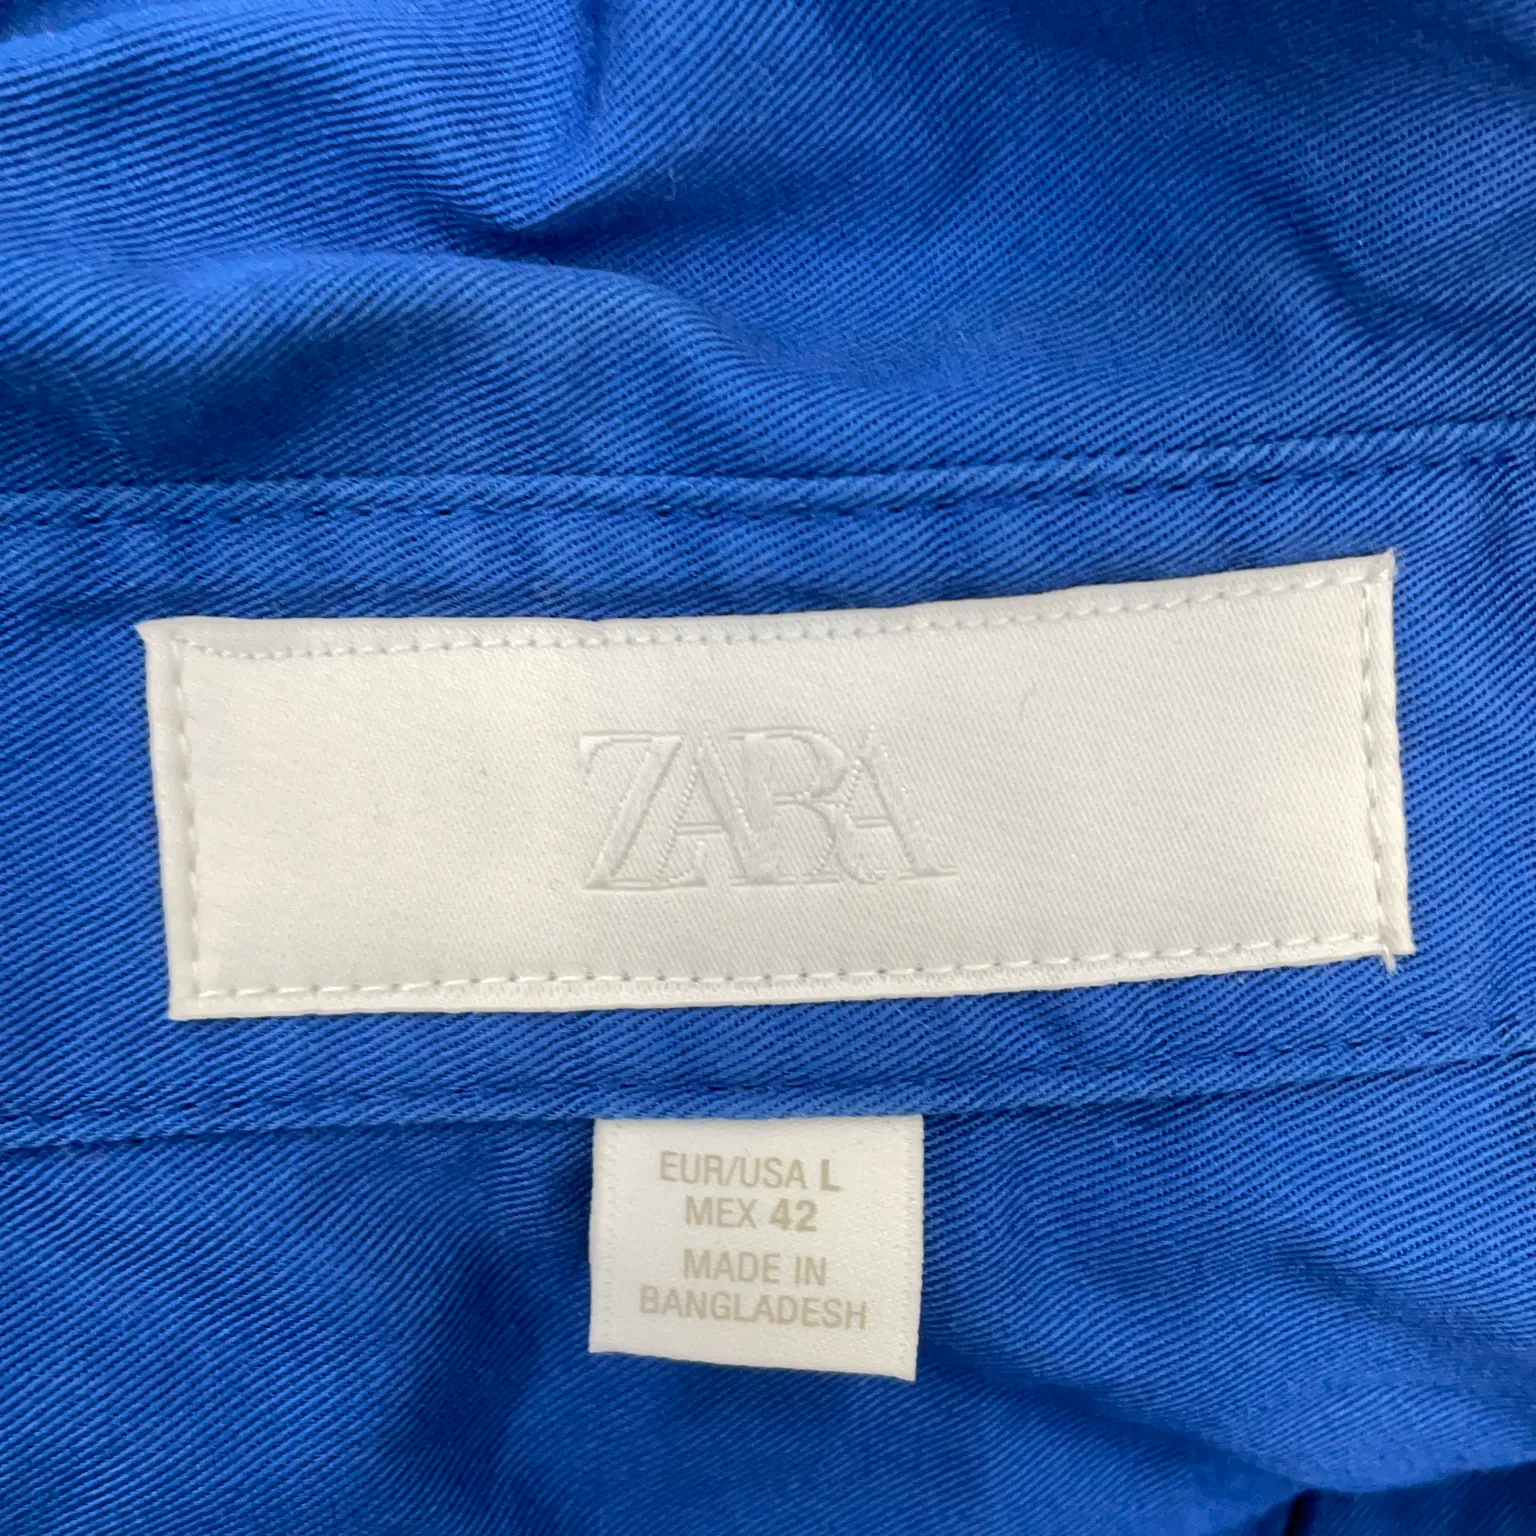 ZARA
EUR/USA L
MEX 42
MADE IN
BANGLADESH